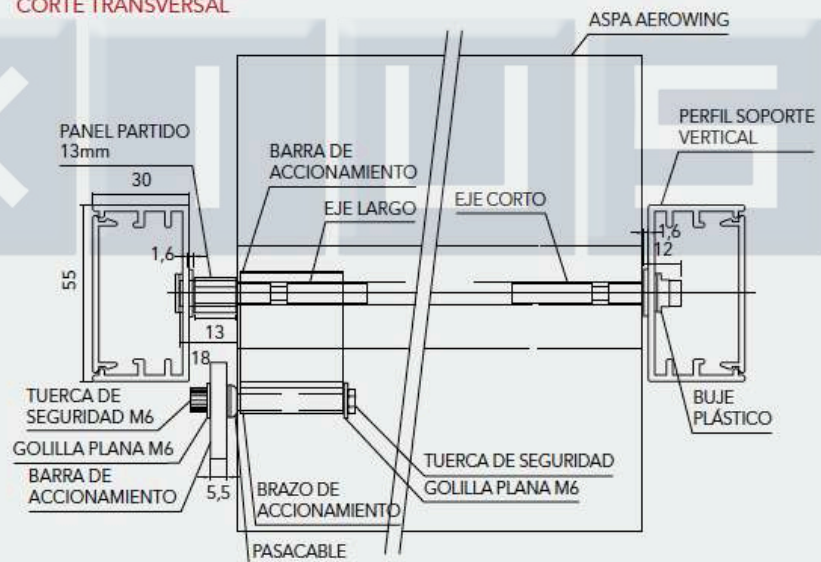 CORTE TRANSVERSAL
ASPA AEROWING
PANEL PARTIDO
13mm
BARRA DE
ACCIONAMIENTO
PERFIL SOPORTE
VERTICAL
30
EJE LARGO
EJE CORTO
1,6
12
1,6
55
13
18
TUERCA DE
SEGURIDAD M6
GOLILLA PLANA M6
BARRA DE
ACCIONAMIENTO
5,5
BRAZO DE
ACCIONAMIENTO
PASACABLE
TUERCA DE SEGURIDAD
GOLILLA PLANA M6
BUJE
PLÁSTICO